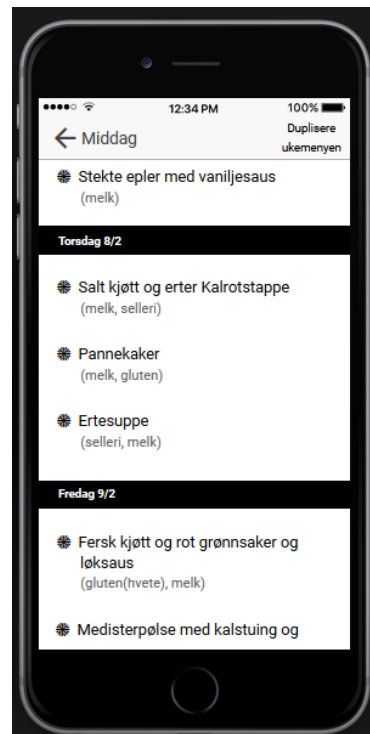 12:34 PM
100%
Middag
Duplisere
ukemenyen
Stekte epler med vaniljesaus
(melk)
Torsdag 8/2
Salt kjøtt og erter Kalrotstappe
(melk, selleri)
Pannekaker
(melk, gluten)
Ertesuppe
(selleri, melk)
Fredag 9/2
Fersk kjøtt og rot grønnsaker og
løksaus
(gluten(hvete), melk)
Medisterpølse med kalstuing og